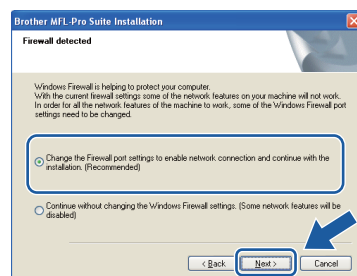 Brother MFL-Pro Suite Installation
Firewall detected
Windows Firewall is helping to protect your computer.
With the current firewall settings some of the network features on your machine will not work.
In order for all the network features of the machine to work, some of the Windows Firewall port
settings need to be changed.
Change the Firewall port settings to enable network connection and continue with the
installation. (Recommended)
Continue without changing the Windows Firewall settings. (Some network features will be
disabled)
< Back
Next >
Cancel